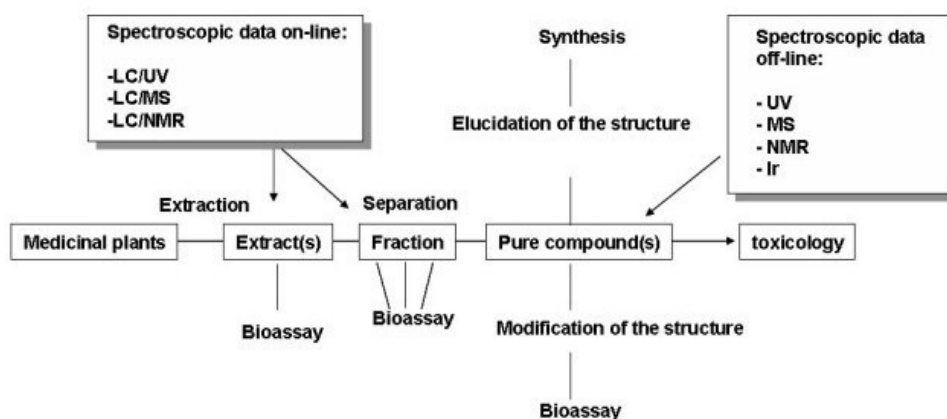 Spectroscopic data on-line:
-LC/UV
-LC/MS
-LC/NMR
Synthesis
Spectroscopic data
off-line:
- UV
- MS
- NMR
- Ir
Elucidation of the structure
Extraction
Separation
Medicinal plants
Extract(s)
Fraction
Pure compound(s)
toxicology
Bioassay
Bioassay
Modification of the structure
Bioassay